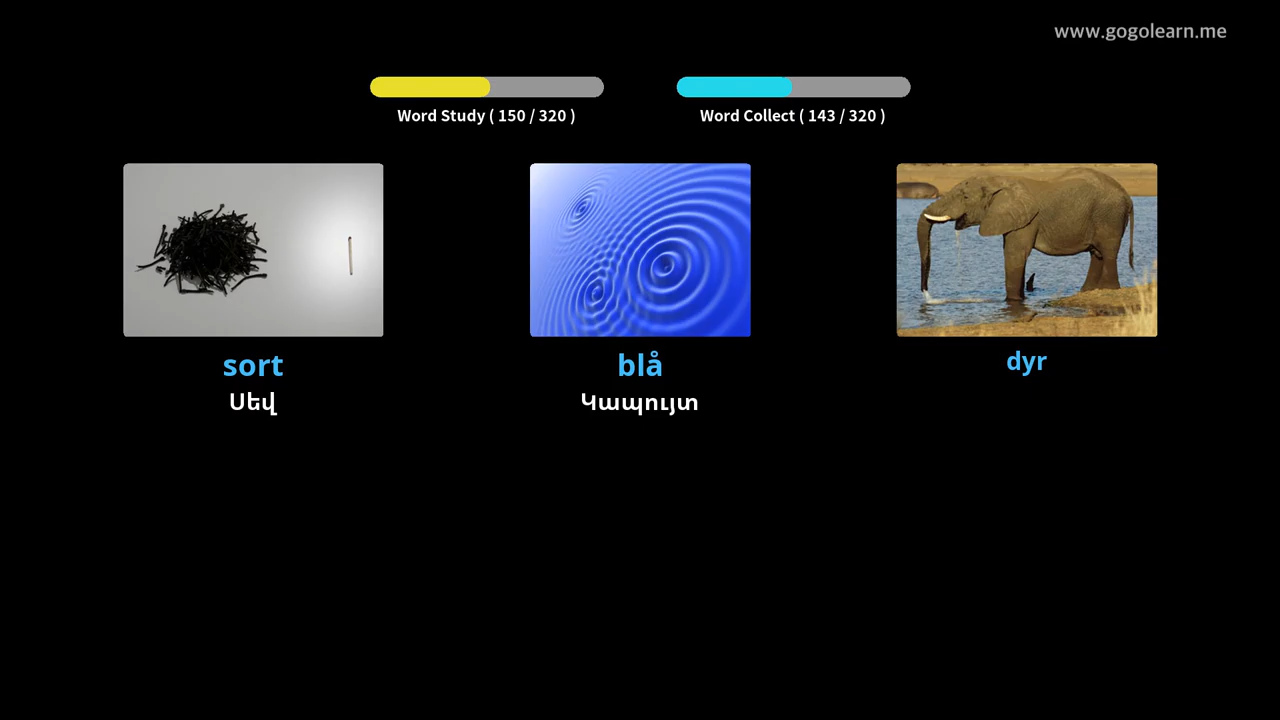 www.gogolearn.me
Word Study ( 150 / 320 )
Word Collect ( 143 / 320 )
sort
Սեվ
blå
Կապույտ
dyr